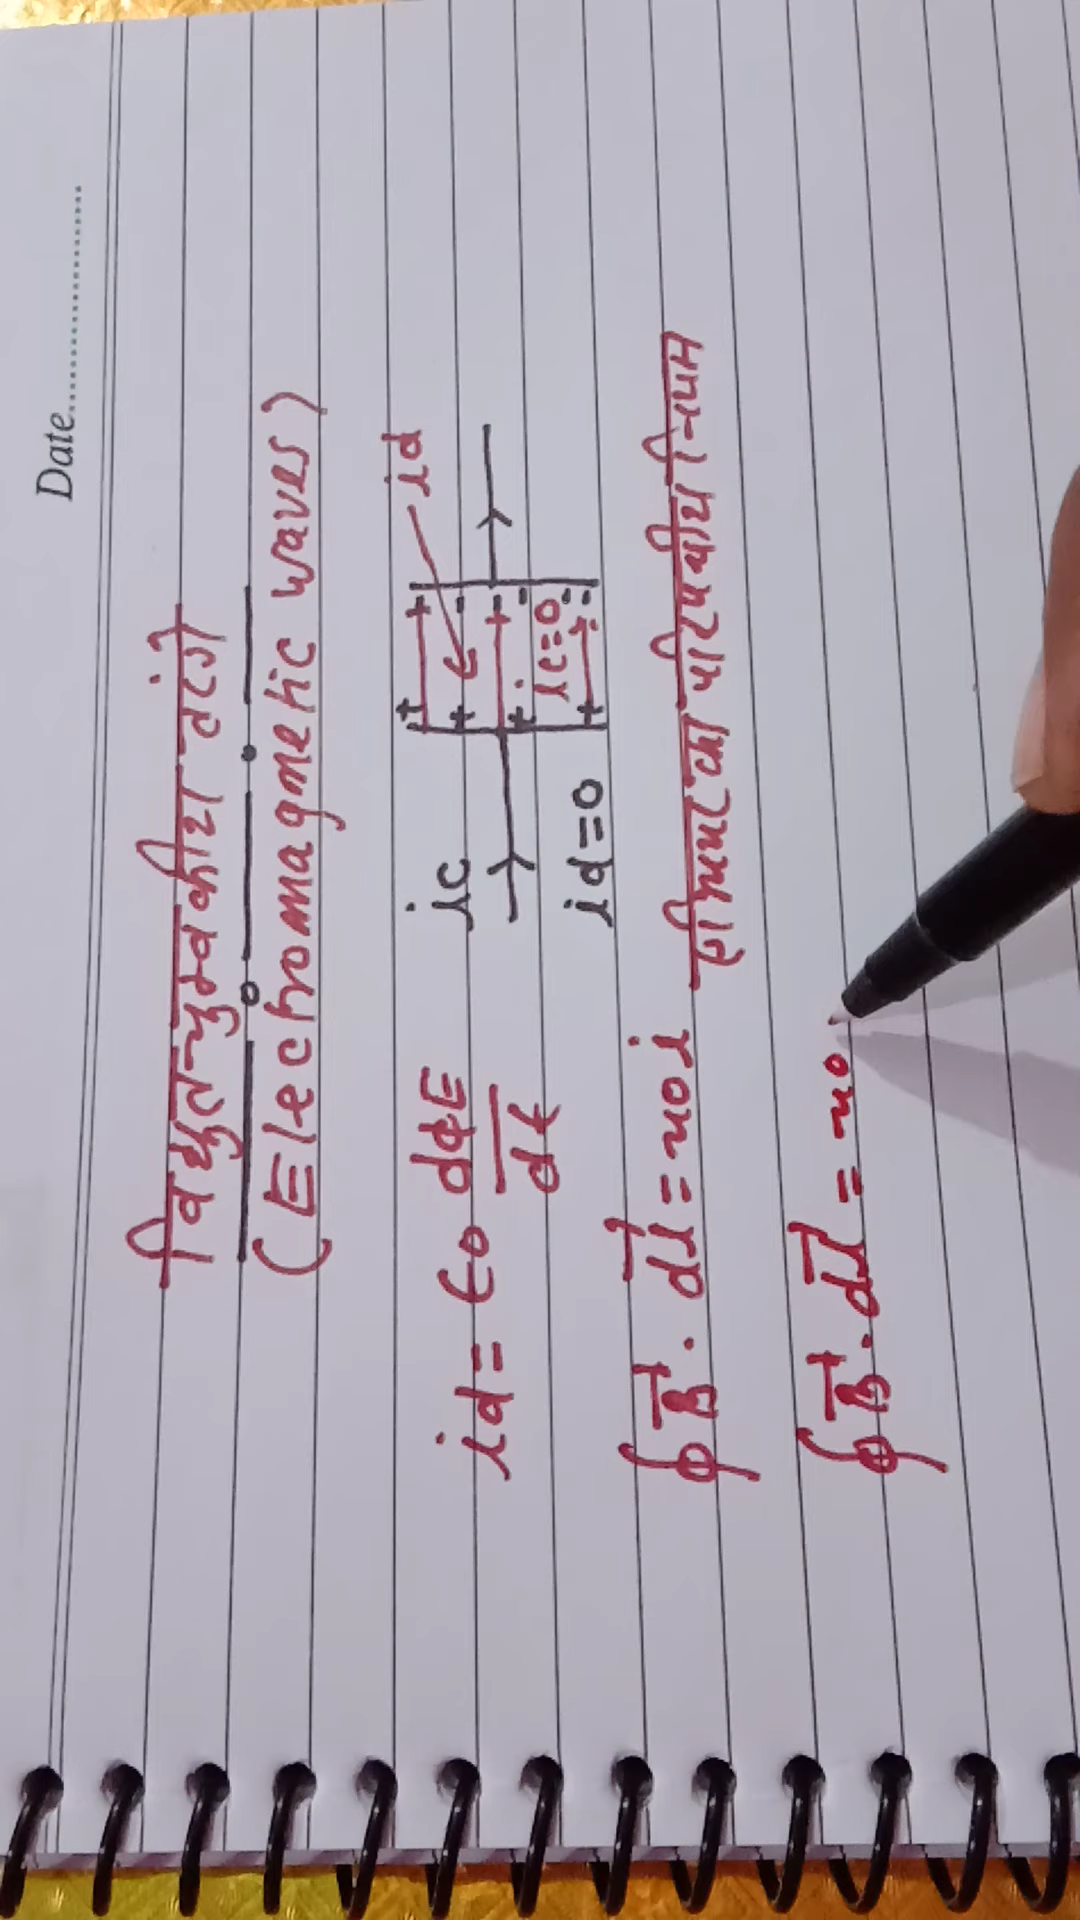 Date
विद्युतचुम्बकीय तरंगे
(Electromagnetic waves)
id = ϵ0 dϕE/dt
ic
id
ic=0
id=0
∮B⃗ . dl⃗ = μ0i
एम्पियर का परिपथीय नियम
∮B⃗ . dl⃗ = μ0